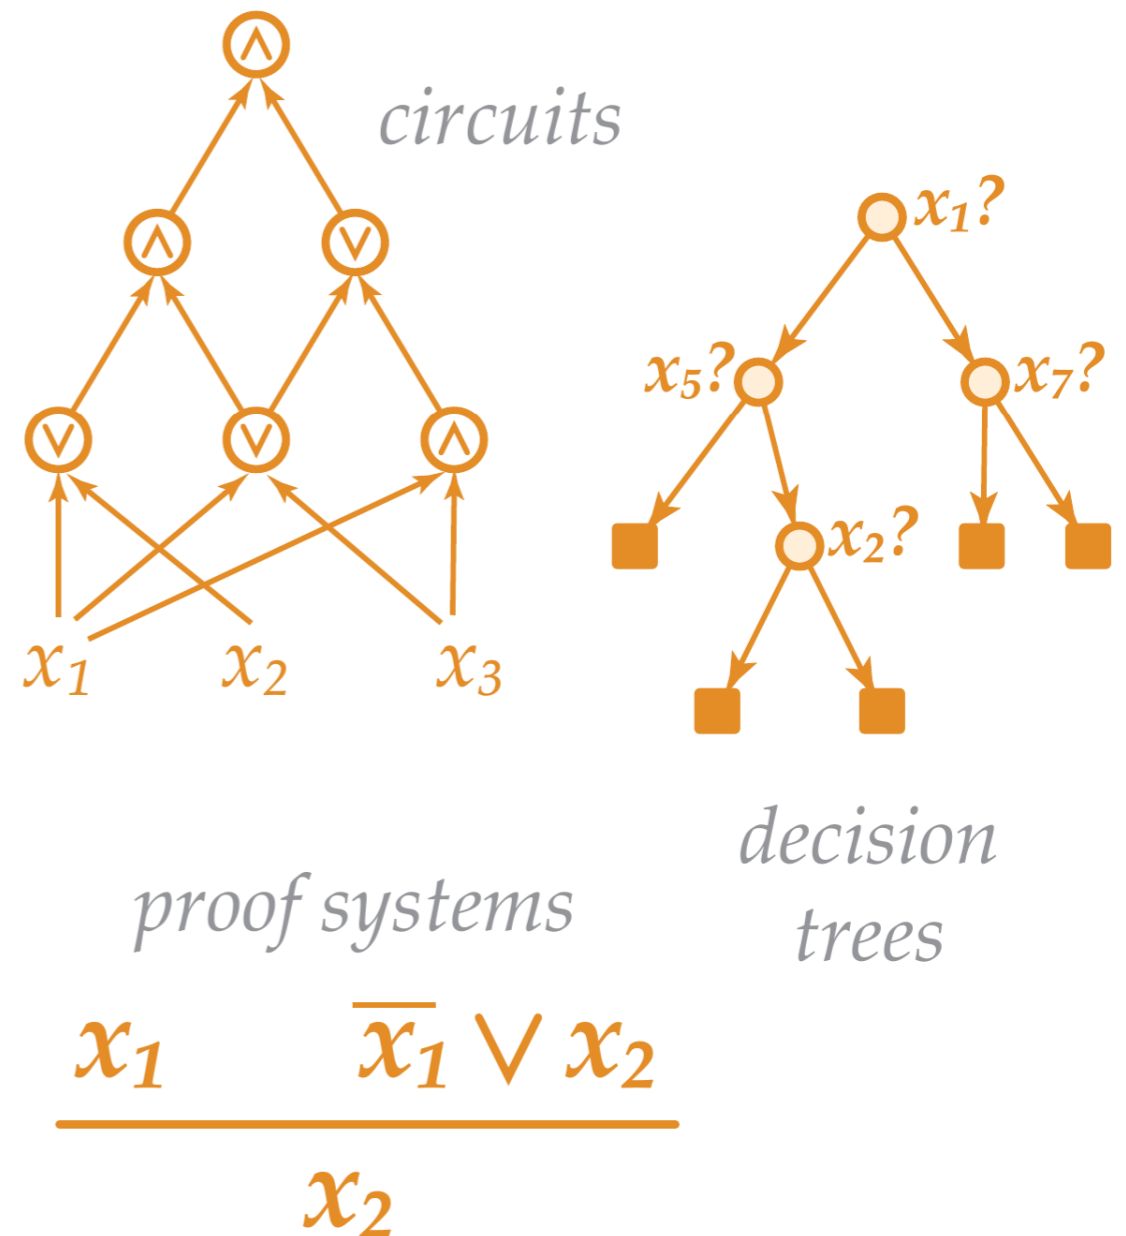 ∧
circuits
∧ ∨
∨ ∨ ∧
x₁ x₂ x₃
x₁?
x₅? x₇?
x₂?
decision
trees
proof systems
x₁ x̅₁ ∨ x₂
x₂